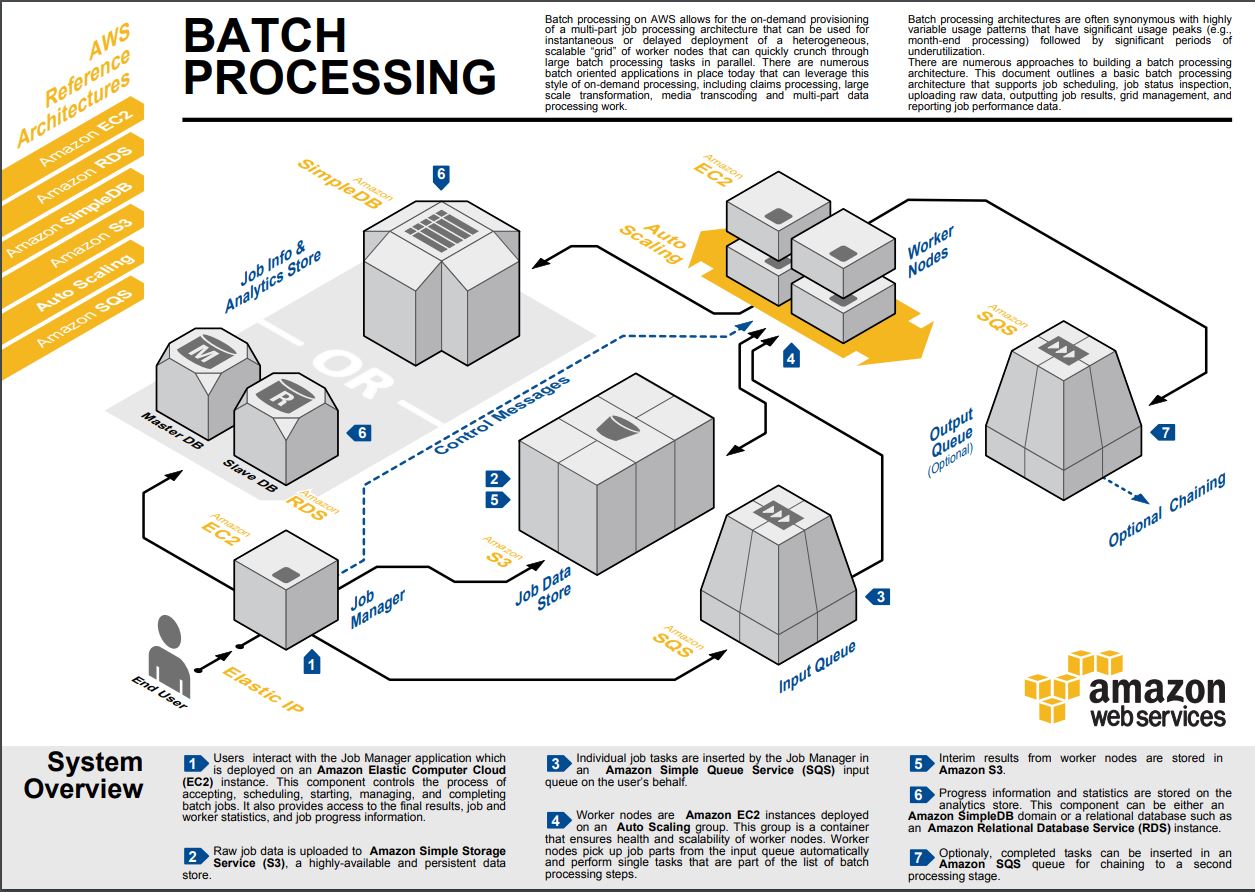 AWS
Reference
Architectures
Amazon EC2
Amazon RDS
Amazon SimpleDB
Amazon S3
Auto Scaling
Amazon SQS
BATCH
PROCESSING
Batch processing on AWS allows for the on-demand provisioning
of a multi-part job processing architecture that can be used for
instantaneous or delayed deployment of a heterogeneous,
scalable “grid” of worker nodes that can quickly crunch through
large batch processing tasks in parallel. There are numerous
batch oriented applications in place today that can leverage this
style of on-demand processing, including claims processing, large
scale transformation, media transcoding and multi-part data
processing work.
Batch processing architectures are often synonymous with highly
variable usage patterns that have significant usage peaks (e.g.,
month-end processing) followed by significant periods of
underutilization.
There are numerous approaches to building a batch processing
architecture. This document outlines a basic batch processing
architecture that supports job scheduling, job status inspection,
uploading raw data, outputting job results, grid management, and
reporting job performance data.
Amazon
SimpleDB
6
Job Info &
Analytics Store
OR
M
Master DB
R
Slave DB
6
Amazon
RDS
Amazon
EC2
Auto
Scaling
Worker
Nodes
4
Control Messages
Amazon
SQS
Output
Queue
(Optional)
7
Optional Chaining
2
5
Amazon
S3
Job Data
Store
Amazon
EC2
Job
Manager
1
End User
Elastic IP
3
Amazon
SQS
Input Queue
amazon
web services
System
Overview
1 Users interact with the Job Manager application which
is deployed on an Amazon Elastic Computer Cloud
(EC2) instance. This component controls the process of
accepting, scheduling, starting, managing, and completing
batch jobs. It also provides access to the final results, job and
worker statistics, and job progress information.
2 Raw job data is uploaded to Amazon Simple Storage
Service (S3), a highly-available and persistent data
store.
3 Individual job tasks are inserted by the Job Manager in
an Amazon Simple Queue Service (SQS) input
queue on the user's behalf.
4 Worker nodes are Amazon EC2 instances deployed
on an Auto Scaling group. This group is a container
that ensures health and scalability of worker nodes. Worker
nodes pick up job parts from the input queue automatically
and perform single tasks that are part of the list of batch
processing steps.
5 Interim results from worker nodes are stored in
Amazon S3.
6 Progress information and statistics are stored on the
analytics store. This component can be either an
Amazon SimpleDB domain or a relational database such as
an Amazon Relational Database Service (RDS) instance.
7 Optionaly, completed tasks can be inserted in an
Amazon SQS queue for chaining to a second
processing stage.